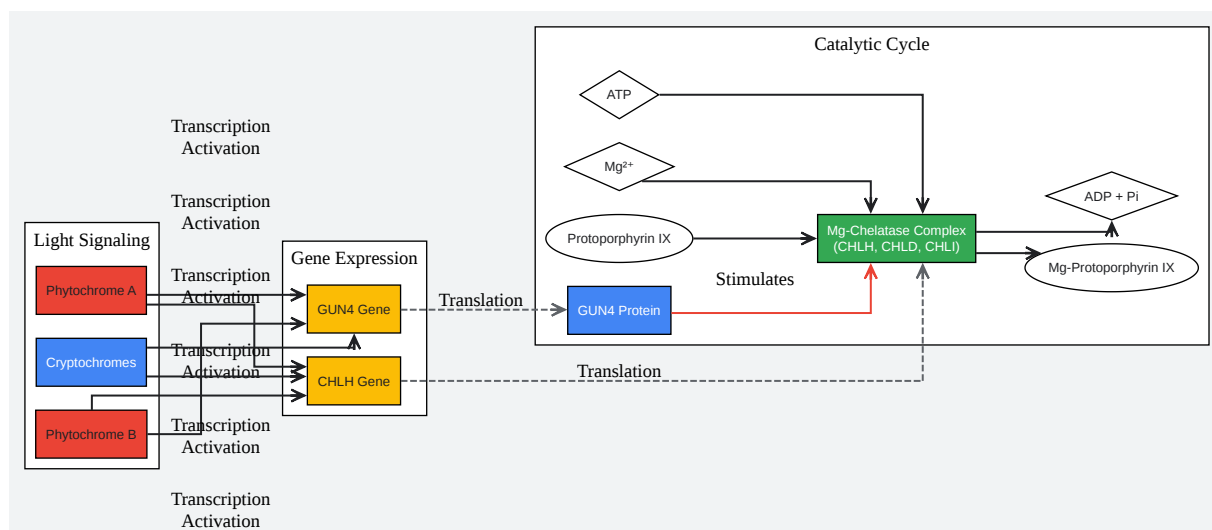 Catalytic Cycle
ATP
Transcription
Activation
Mg²⁺
ADP + Pi
Transcription
Activation
Light Signaling
Mg-Chelatase Complex
(CHLH, CHLD, CHLI)
Protoporphyrin IX
Gene Expression
Mg-Protoporphyrin IX
Transcription
Activation
Stimulates
Phytochrome A
Translation
GUN4 Gene
GUN4 Protein
Transcription
Activation
Cryptochromes
Translation
CHLH Gene
Transcription
Activation
Phytochrome B
Transcription
Activation